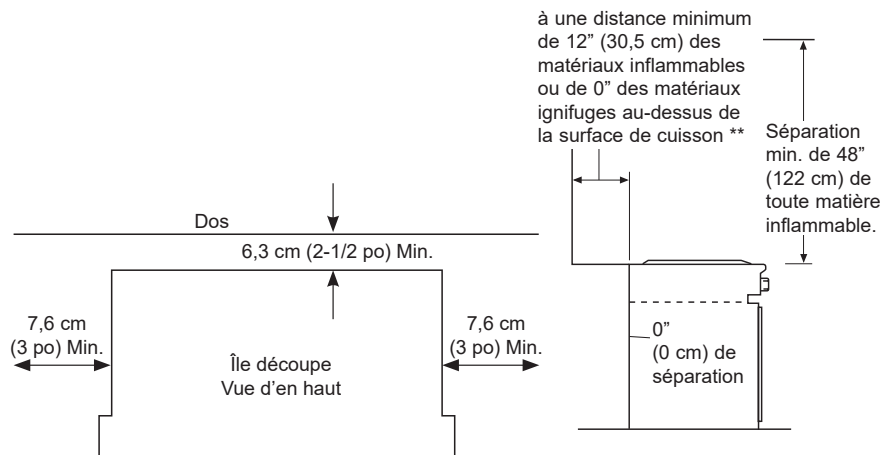 à une distance minimum
de 12” (30,5 cm) des
matériaux inflammables
ou de 0” des matériaux
ignifuges au-dessus de
la surface de cuisson **
Séparation
min. de 48”
(122 cm) de
toute matière
inflammable.
Dos
6,3 cm (2-1/2 po) Min.
7,6 cm
(3 po) Min.
7,6 cm
(3 po) Min.
Île découpe
Vue d’en haut
0”
(0 cm) de
séparation